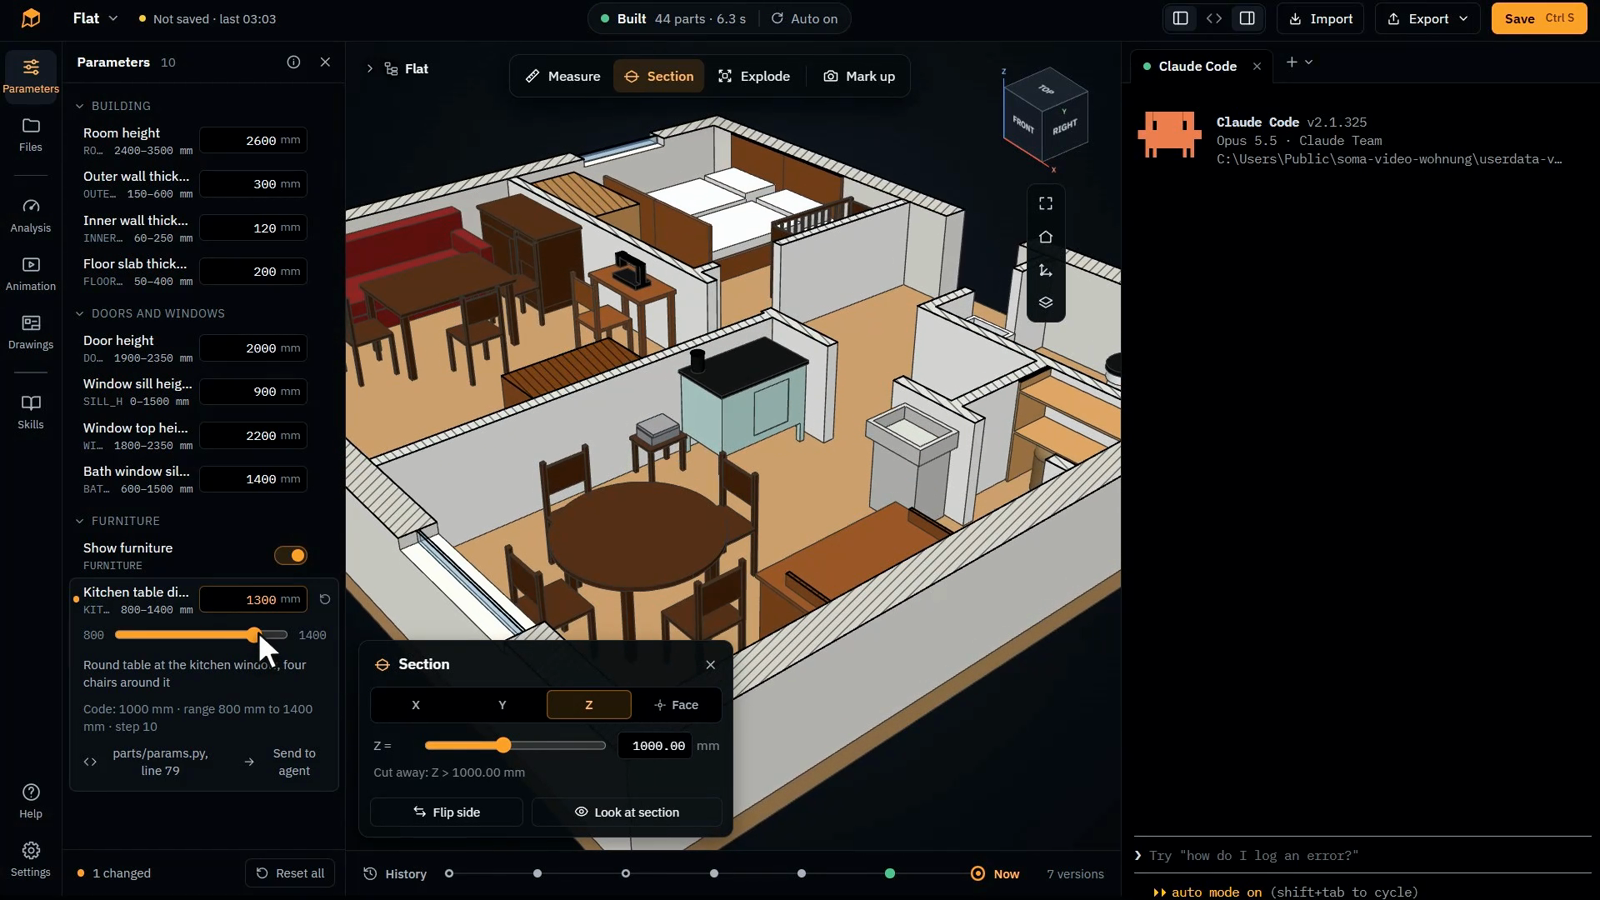 Flat
Not saved · last 03:03
Built 44 parts · 6.3 s
Auto on
Import
Export
Save Ctrl S
Parameters
Files
Analysis
Animation
Drawings
Skills
Help
Settings
Parameters 10
BUILDING
Room height
RO… 2400–3500 mm
2600 mm
Outer wall thick…
OUTE… 150–600 mm
300 mm
Inner wall thick…
INNER… 60–250 mm
120 mm
Floor slab thick…
FLOOR… 50–400 mm
200 mm
DOORS AND WINDOWS
Door height
DO… 1900–2350 mm
2000 mm
Window sill heig…
SILL_H 0–1500 mm
900 mm
Window top hei…
WI… 1800–2350 mm
2200 mm
Bath window sil…
BAT… 600–1500 mm
1400 mm
FURNITURE
Show furniture
FURNITURE
Kitchen table di…
KIT… 800–1400 mm
1300 mm
800
1400
Round table at the kitchen window, four
chairs around it
Code: 1000 mm · range 800 mm to 1400
mm · step 10
parts/params.py,
line 79
Send to
agent
1 changed
Reset all
Flat
Measure
Section
Explode
Mark up
Z
TOP
Y
FRONT
RIGHT
X
Section
X
Y
Z
Face
Z =
1000.00 mm
Cut away: Z > 1000.00 mm
Flip side
Look at section
History
Now
7 versions
Claude Code
Claude Code v2.1.325
Opus 5.5 · Claude Team
C:\Users\Public\soma-video-wohnung\userdata-v…
❯ Try "how do I log an error?"
auto mode on (shift+tab to cycle)